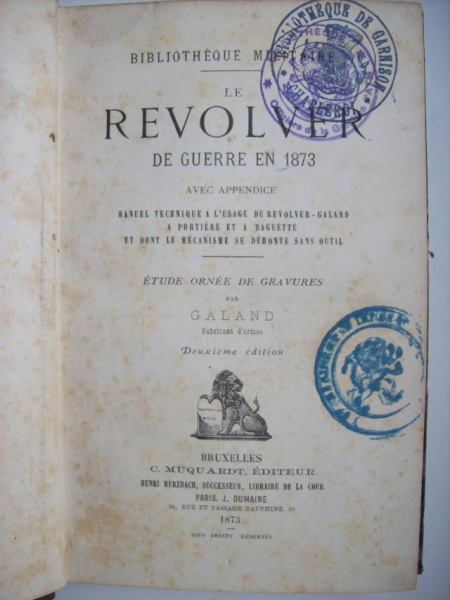 BIBLIOTHÈQUE MILITAIRE
LE
REVOLVER
DE GUERRE EN 1873
AVEC APPENDICE
MANUEL TECHNIQUE A L'USAGE DU REVOLVER-GALAND
A PORTIÈRE ET A BAGUETTE
ET DONT LE MÉCANISME SE DÉMONTE SANS OUTIL
ÉTUDE ORNÉE DE GRAVURES
PAR
GALAND
Fabricant d'armes
Deuxième édition
BRUXELLES
C. MUQUARDT, ÉDITEUR
HENRI MERZBACH, SUCCESSEUR, LIBRAIRE DE LA COUR
PARIS. J. DUMAINE
30, RUE ET PASSAGE DAUPHINE, 30
1873
TOUS DROITS RÉSERVÉS
BIBLIOTHÈQUE DE GARNISON
CHARLEROI